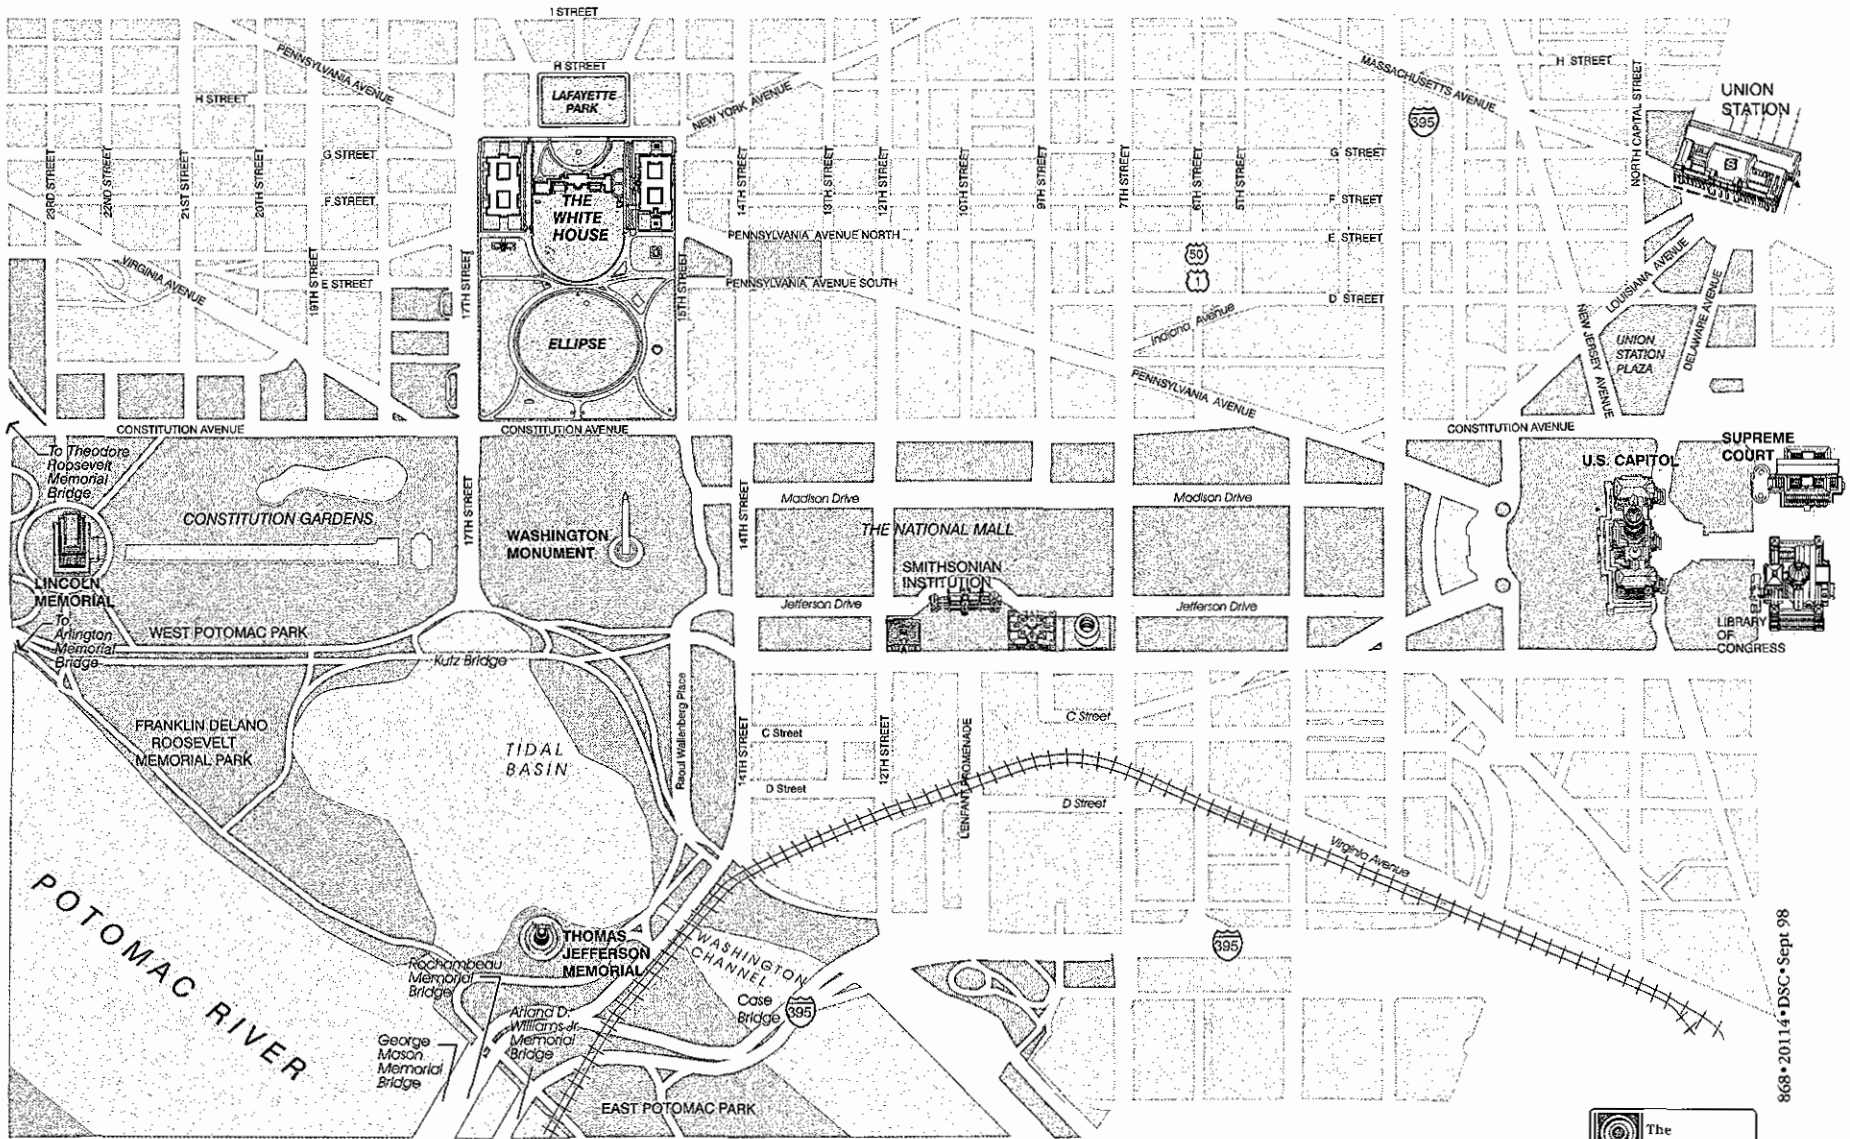 I STREET
PENNSYLVANIA AVENUE
H STREET
H STREET
LAFAYETTE
PARK
NEW YORK AVENUE
MASSACHUSETTS AVENUE
H STREET
NORTH CAPITAL STREET
UNION
STATION
395
S
23RD STREET
22ND STREET
21ST STREET
20TH STREET
G STREET
F STREET
THE
WHITE
HOUSE
14TH STREET
13TH STREET
12TH STREET
10TH STREET
9TH STREET
7TH STREET
6TH STREET
5TH STREET
G STREET
F STREET
E STREET
D STREET
VIRGINIA AVENUE
19TH STREET
E STREET
17TH STREET
15TH STREET
PENNSYLVANIA AVENUE NORTH
PENNSYLVANIA AVENUE SOUTH
50
1
Indiana Avenue
ELLIPSE
LOUISIANA AVENUE
NEW JERSEY AVENUE
DELAWARE AVENUE
UNION
STATION
PLAZA
PENNSYLVANIA AVENUE
CONSTITUTION AVENUE
CONSTITUTION AVENUE
CONSTITUTION AVENUE
To Theodore
Roosevelt
Memorial
Bridge
CONSTITUTION GARDENS
17TH STREET
WASHINGTON
MONUMENT
14TH STREET
Madison Drive
Madison Drive
THE NATIONAL MALL
SMITHSONIAN
INSTITUTION
Jefferson Drive
Jefferson Drive
U.S. CAPITOL
SUPREME
COURT
LIBRARY
OF
CONGRESS
LINCOLN
MEMORIAL
To
Arlington
Memorial
Bridge
WEST POTOMAC PARK
Kutz Bridge
FRANKLIN DELANO
ROOSEVELT
MEMORIAL PARK
TIDAL
BASIN
Raoul Wallenberg Place
14TH STREET
C Street
D Street
12TH STREET
L'ENFANT PROMENADE
C Street
D Street
Virginia Avenue
395
POTOMAC RIVER
THOMAS
JEFFERSON
MEMORIAL
WASHINGTON
CHANNEL
Rochambeau
Memorial
Bridge
Arland D.
Williams Jr.
Memorial
Bridge
George
Mason
Memorial
Bridge
Case
Bridge
395
EAST POTOMAC PARK
868•20114•DSC•Sept 98
The